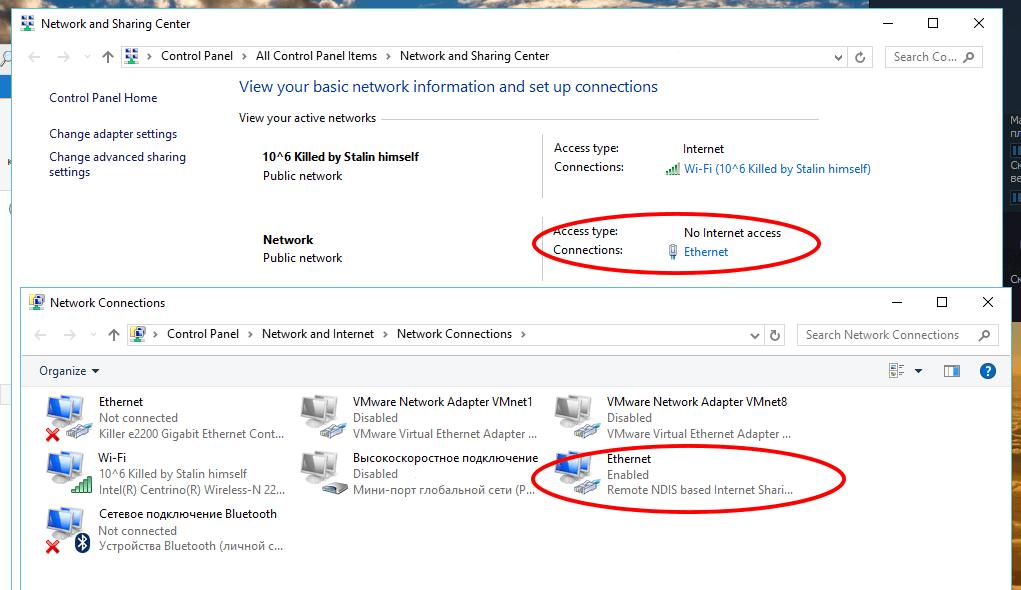 Network and Sharing Center
Control Panel > All Control Panel Items > Network and Sharing Center
Search Co...
Control Panel Home
Change adapter settings
Change advanced sharing
settings
View your basic network information and set up connections
View your active networks
10^6 Killed by Stalin himself
Public network
Access type: Internet
Connections: Wi-Fi (10^6 Killed by Stalin himself)
Network
Public network
Access type: No Internet access
Connections: Ethernet
Network Connections
Control Panel > Network and Internet > Network Connections >
Search Network Connections
Organize
Ethernet
Not connected
Killer e2200 Gigabit Ethernet Cont...
VMware Network Adapter VMnet1
Disabled
VMware Virtual Ethernet Adapter ...
VMware Network Adapter VMnet8
Disabled
VMware Virtual Ethernet Adapter ...
Wi-Fi
10^6 Killed by Stalin himself
Intel(R) Centrino(R) Wireless-N 22...
Высокоскоростное подключение
Disabled
Мини-порт глобальной сети (P...
Ethernet
Enabled
Remote NDIS based Internet Shari...
Сетевое подключение Bluetooth
Not connected
Устройства Bluetooth (личной с...